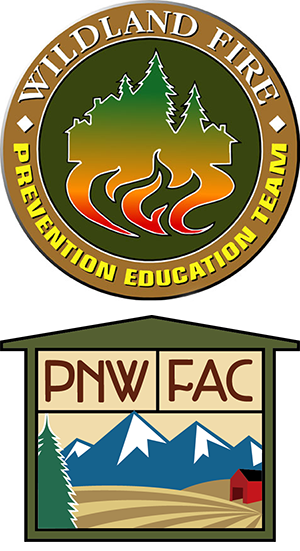 WILDLAND FIRE
PREVENTION EDUCATION TEAM
PNW FAC